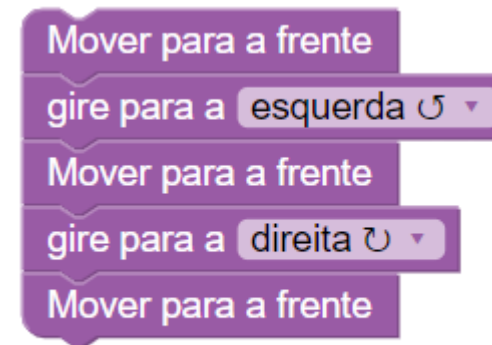 Mover para a frente
gire para a esquerda ↺ ▾
Mover para a frente
gire para a direita ↻ ▾
Mover para a frente